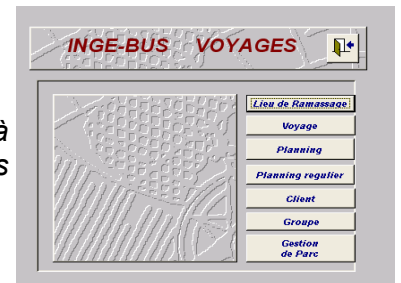 INGE-BUS VOYAGES
à
s
Lieu de Ramassage
Voyage
Planning
Planning regulier
Client
Groupe
Gestion
de Parc